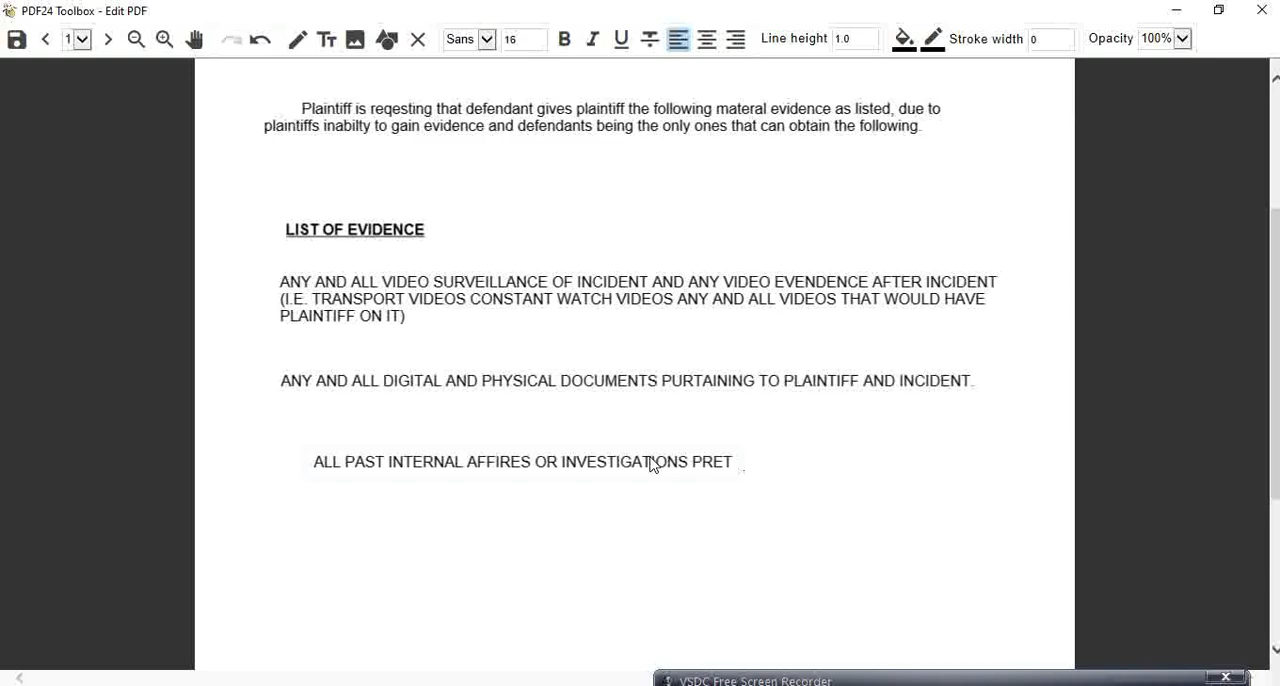 PDF24 Toolbox - Edit PDF
1 Sans 16 B I U T Line height 1.0 Stroke width 0 Opacity 100%
Plaintiff is reqesting that defendant gives plaintiff the following materal evidence as listed, due to
plaintiffs inabilty to gain evidence and defendants being the only ones that can obtain the following.
LIST OF EVIDENCE
ANY AND ALL VIDEO SURVEILLANCE OF INCIDENT AND ANY VIDEO EVENDENCE AFTER INCIDENT
(I.E. TRANSPORT VIDEOS CONSTANT WATCH VIDEOS ANY AND ALL VIDEOS THAT WOULD HAVE
PLAINTIFF ON IT)
ANY AND ALL DIGITAL AND PHYSICAL DOCUMENTS PURTAINING TO PLAINTIFF AND INCIDENT.
ALL PAST INTERNAL AFFIRES OR INVESTIGATIONS PRET
VSDC Free Screen Recorder